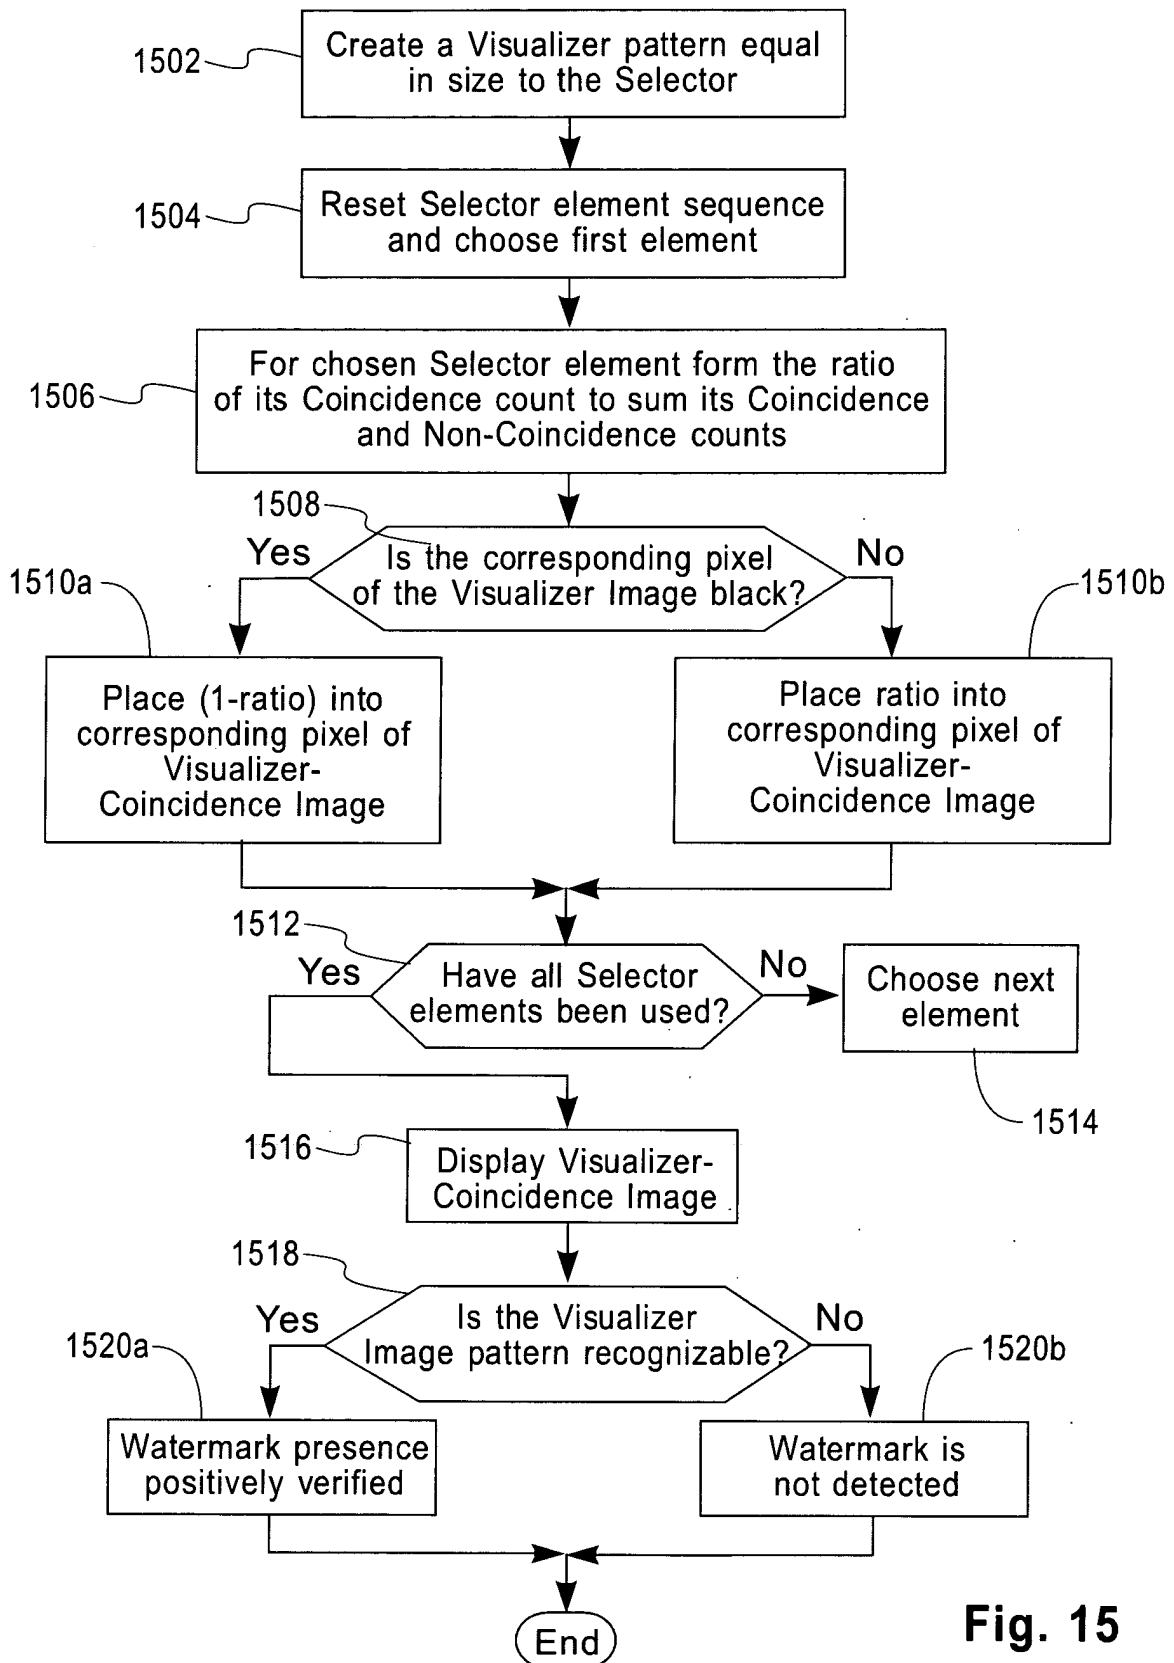 Create a Visualizer pattern equal
in size to the Selector
1502
Reset Selector element sequence
and choose first element
1504
For chosen Selector element form the ratio
of its Coincidence count to sum its Coincidence
and Non-Coincidence counts
1506
1508
Yes
Is the corresponding pixel
of the Visualizer Image black?
No
1510a
1510b
Place (1-ratio) into
corresponding pixel of
Visualizer-
Coincidence Image
Place ratio into
corresponding pixel of
Visualizer-
Coincidence Image
1512
Yes
Have all Selector
elements been used?
No
Choose next
element
1514
1516
Display Visualizer-
Coincidence Image
1518
Yes
Is the Visualizer
Image pattern recognizable?
No
1520a
1520b
Watermark presence
positively verified
Watermark is
not detected
End
Fig. 15